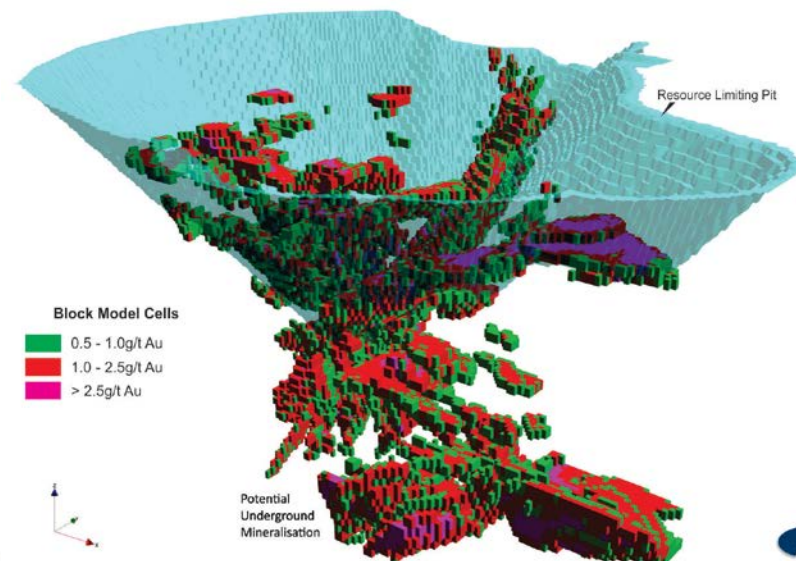 Resource Limiting Pit
Block Model Cells
0.5 - 1.0g/t Au
1.0 - 2.5g/t Au
> 2.5g/t Au
Potential
Underground
Mineralisation
z
y
x